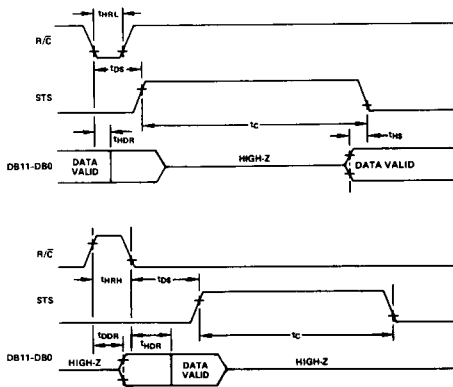 tHRL
R/C̅
tDS
STS
tC
tHDR
tHS
DB11-DB0
DATA VALID
HIGH-Z
DATA VALID
R/C̅
tHRH
tDS
STS
tC
tDDR
tHDR
DB11-DB0
HIGH-Z
DATA VALID
HIGH-Z